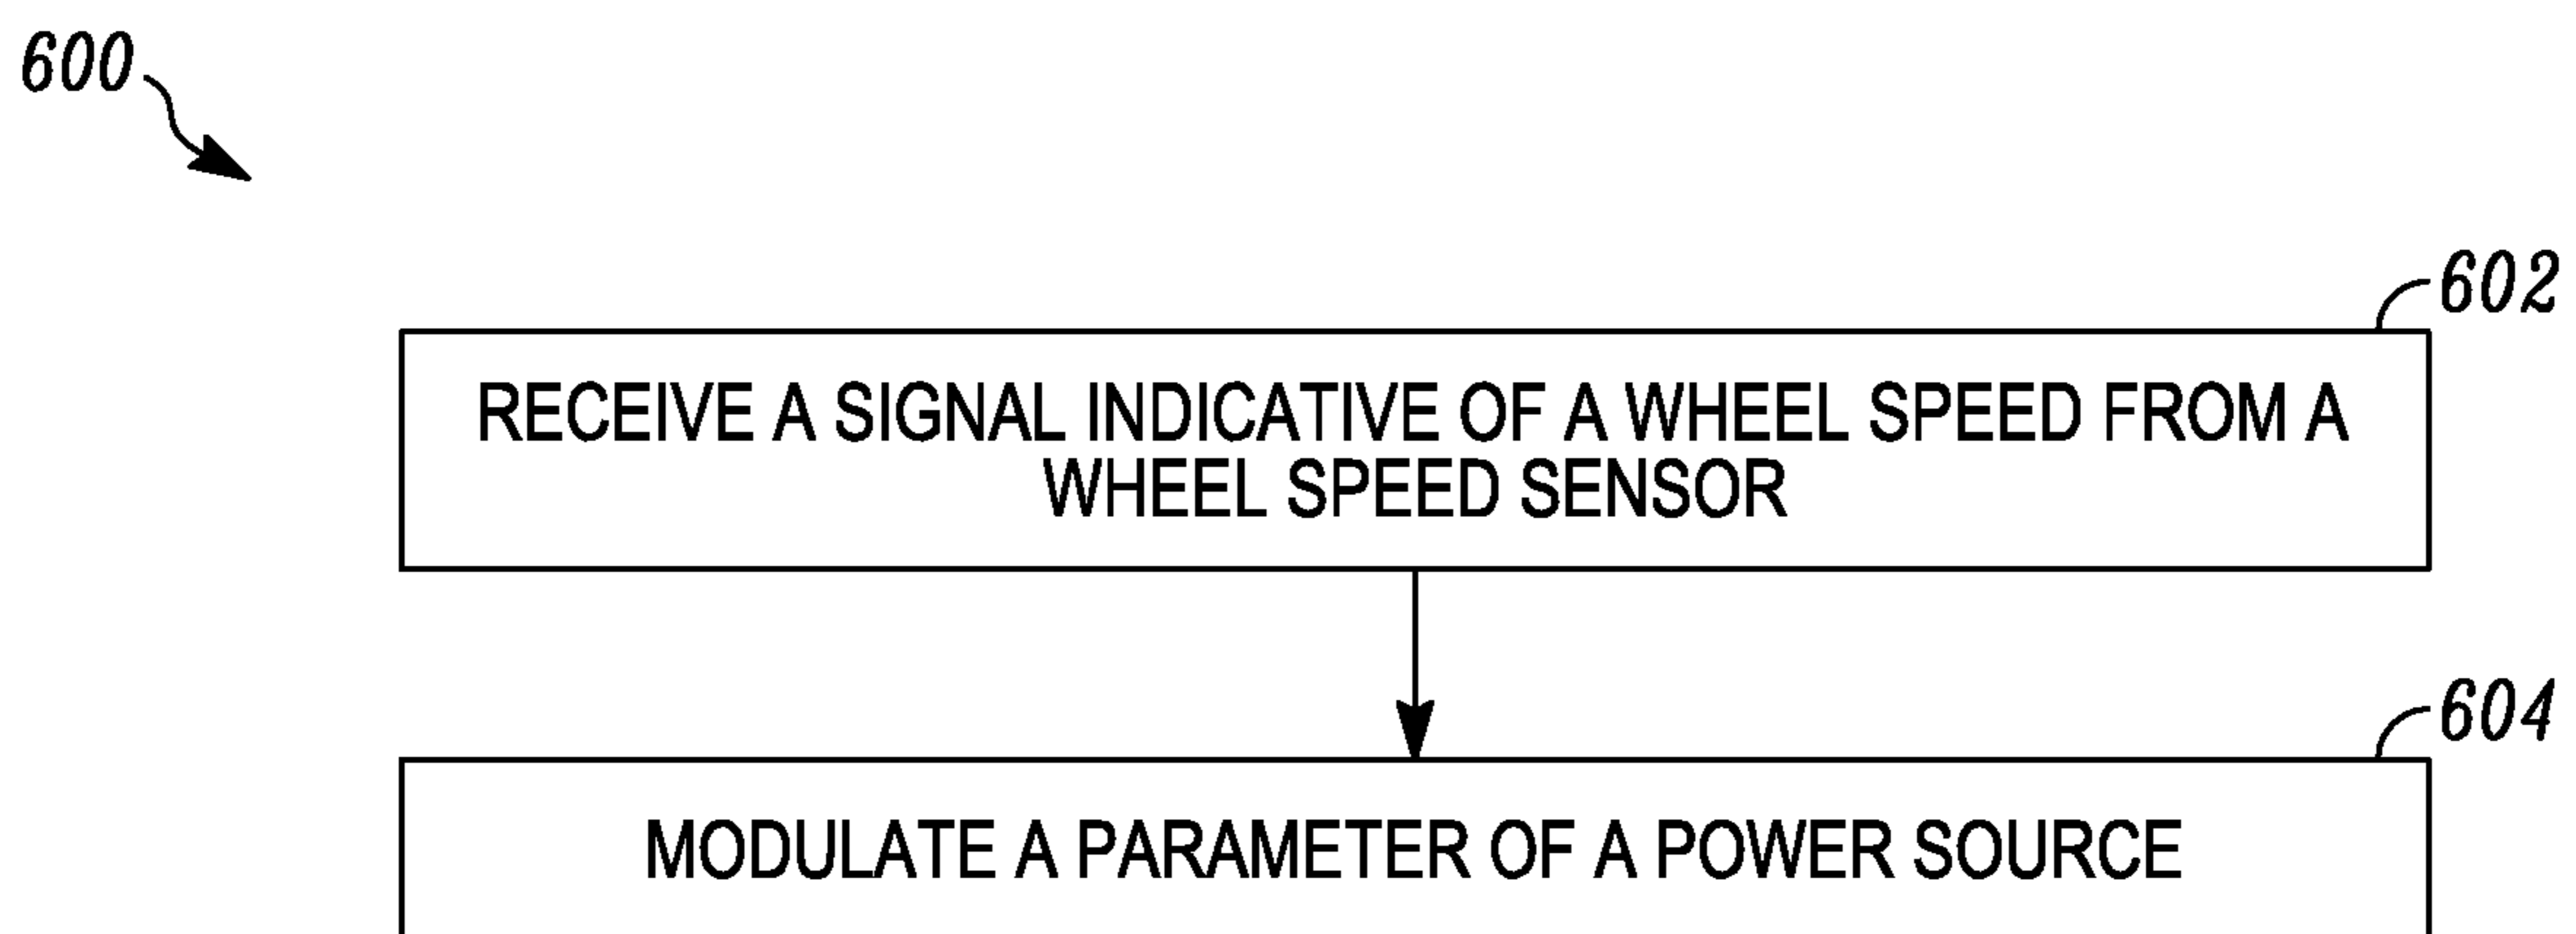 600
602
RECEIVE A SIGNAL INDICATIVE OF A WHEEL SPEED FROM A
WHEEL SPEED SENSOR
604
MODULATE A PARAMETER OF A POWER SOURCE